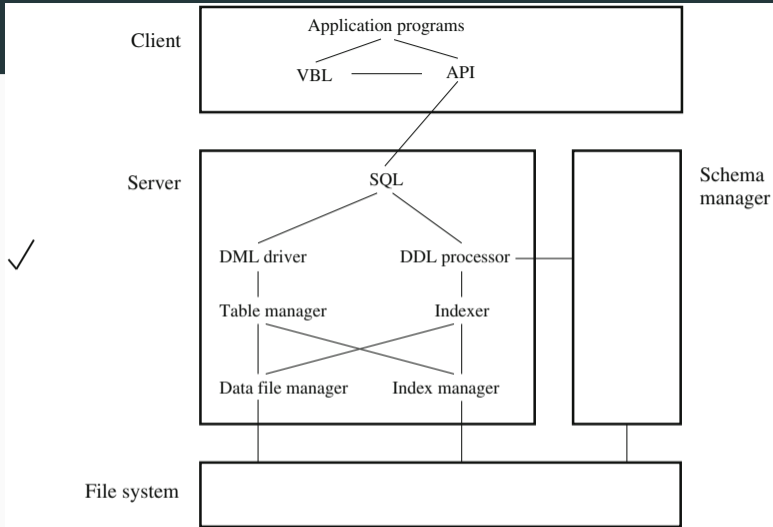 Client
Application programs
VBL
API
Server
SQL
Schema
manager
DML driver
DDL processor
Table manager
Indexer
Data file manager
Index manager
File system